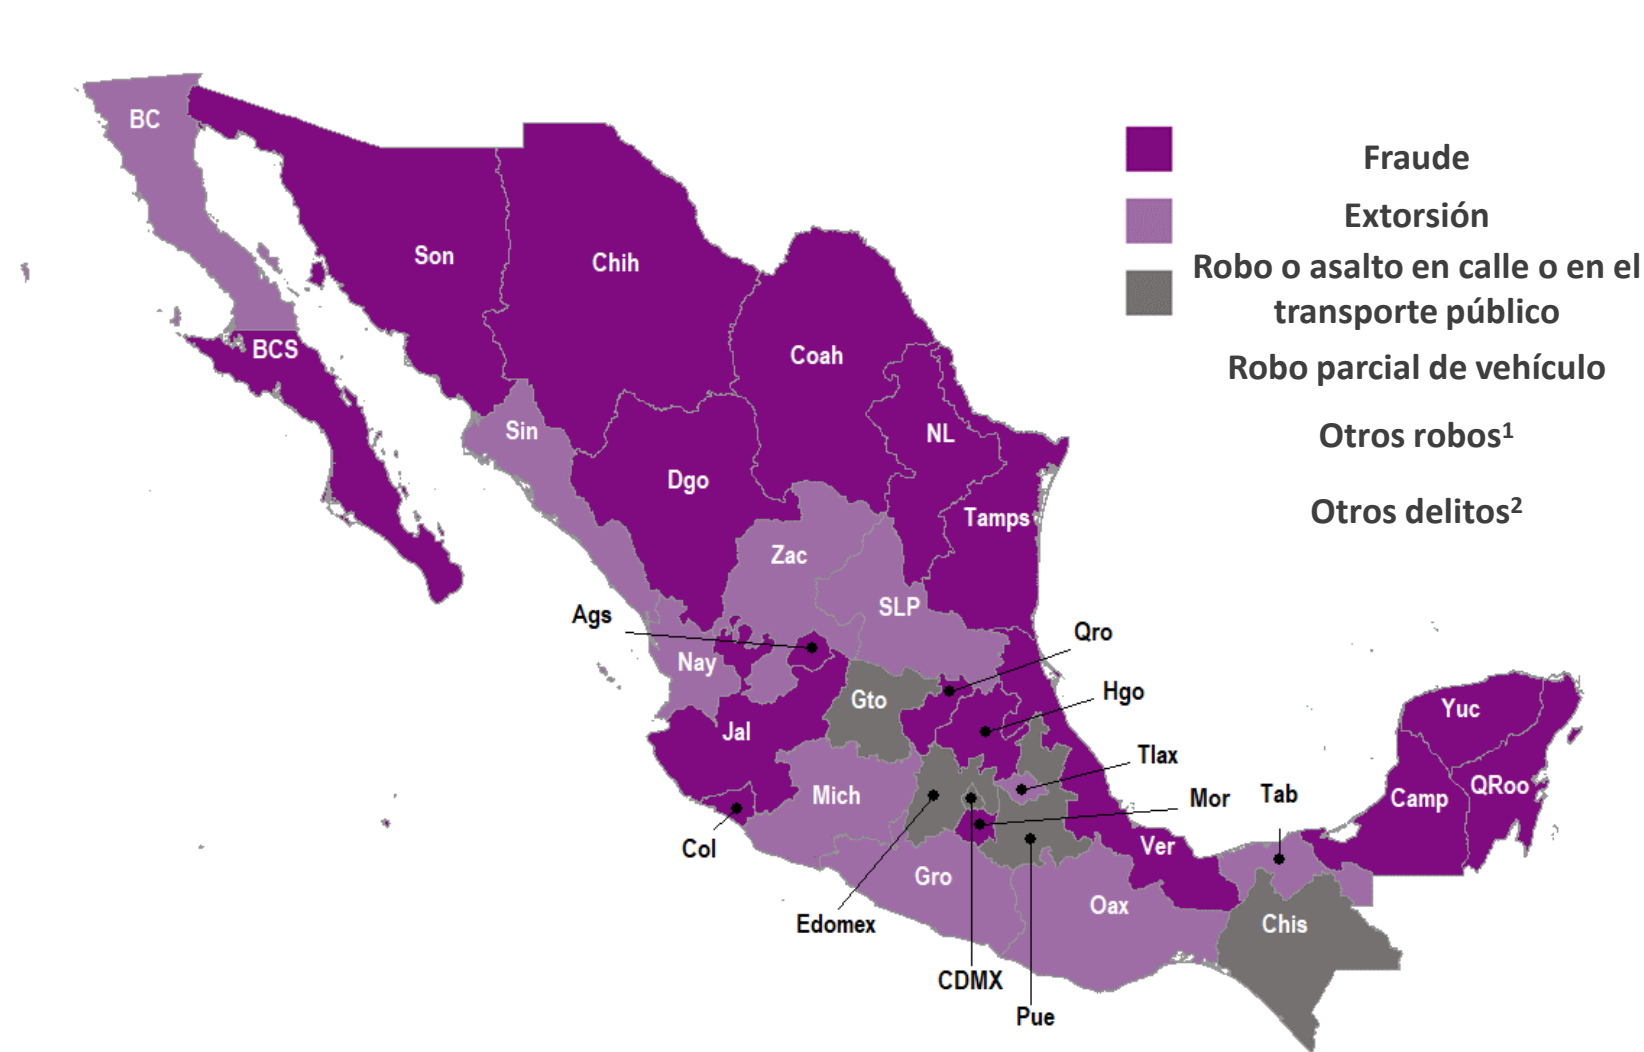 BC
Fraude
Extorsión
Son
Chih
Robo o asalto en calle o en el
transporte público
BCS
Coah
Robo parcial de vehículo
Sin
NL
Otros robos¹
Dgo
Tamps
Otros delitos²
Zac
SLP
Ags
Qro
Nay
Hgo
Gto
Jal
Yuc
Tlax
Mich
Mor
Tab
Camp
QRoo
Col
Ver
Gro
Oax
Edomex
Chis
CDMX
Pue